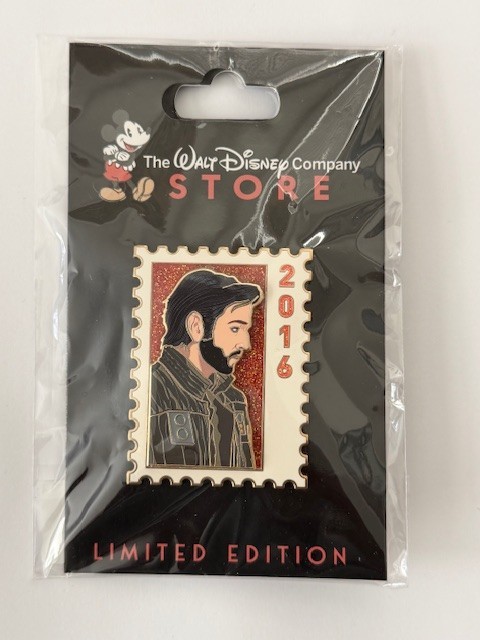 The Walt Disney Company
STORE
2016
LIMITED EDITION